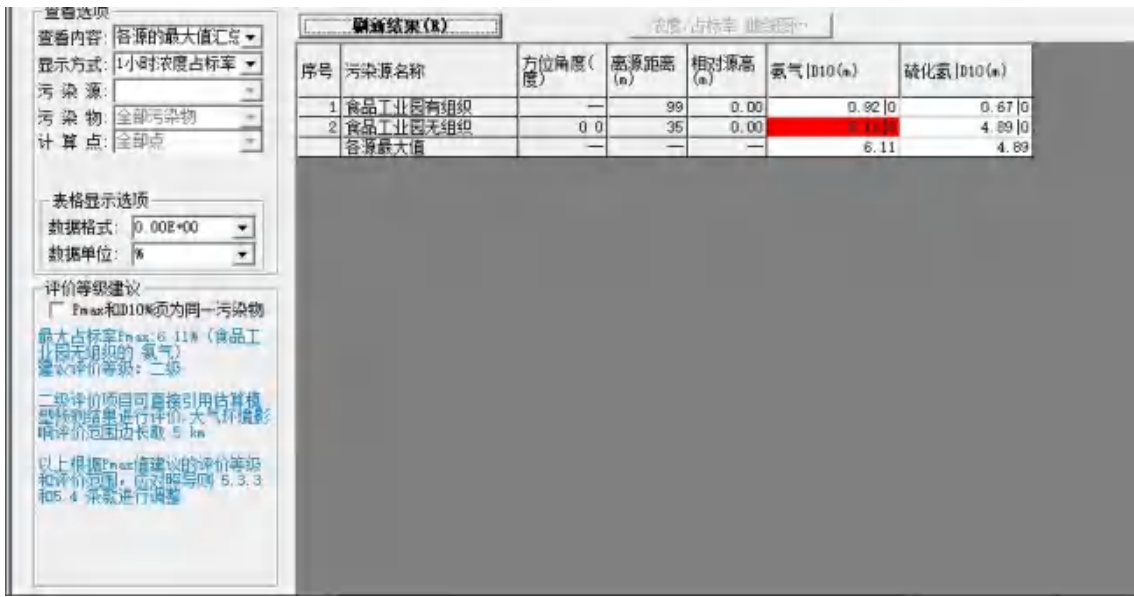 查看选项
查看内容: 各源的最大值汇总
显示方式: 1小时浓度占标率
污 染 源:
污 染 物: 全部污染物
计 算 点: 全部点
表格显示选项
数据格式: 0.00E+00
数据单位: %
评价等级建议
Pmax和D10%须为同一污染物
最大占标率Pmax:6.11% (食品工
业园无组织的 氨气)
建议评价等级: 二级
二级评价项目可直接引用估算模
型预测结果进行评价,大气环境影
响评价范围边长取 5 km
以上根据Pmax值建议的评价等级
和评价范围, 应对照导则 5.3.3
和5.4 条款进行调整
刷新结果(R)
浓度/占标率
序号 污染源名称 方位角度(度) 离源距离(m) 相对源高(m) 氨气|D10(m) 硫化氢|D10(m)
1 食品工业园有组织 — 99 0.00 0.92|0 0.67|0
2 食品工业园无组织 0.0 35 0.00 4.89|0
各源最大值 — — — 6.11 4.89